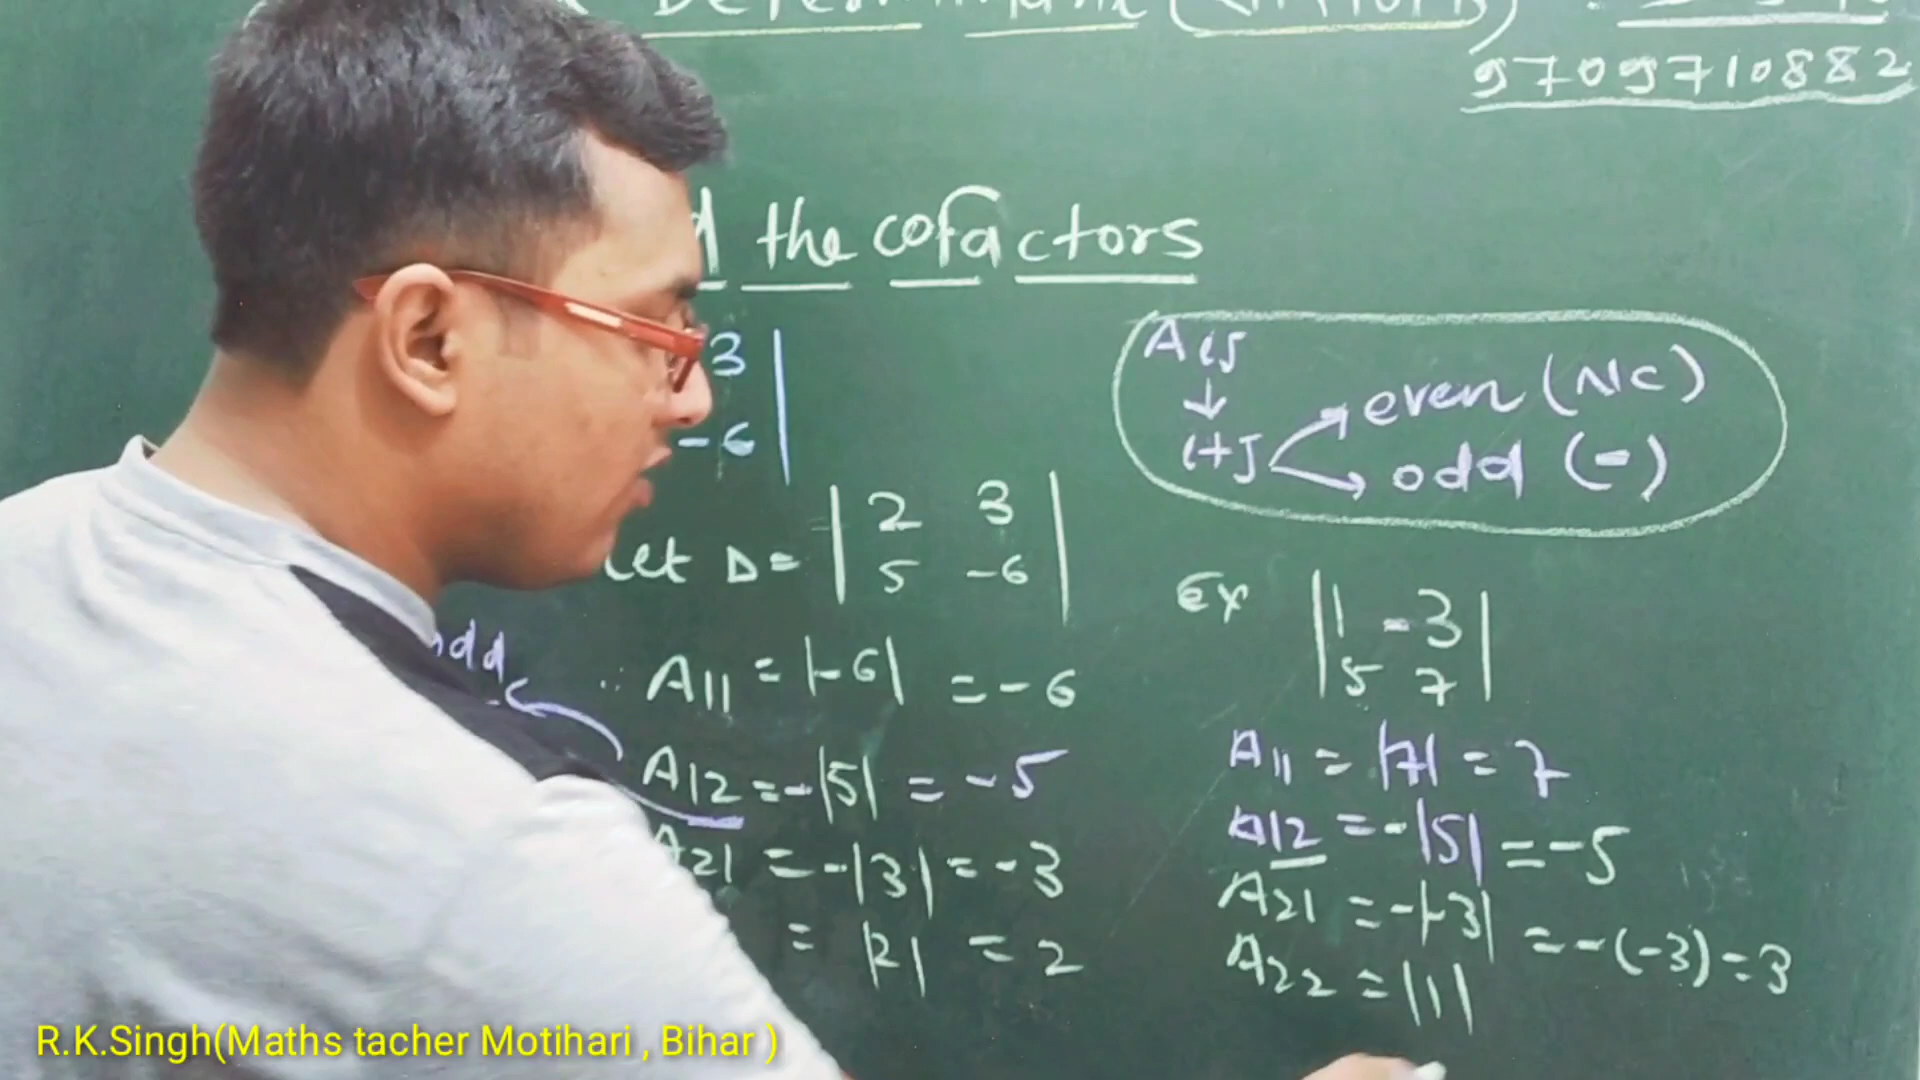 Determinant
9709710882
the cofactors
3
-6
Let D = | 2 3 |
| 5 -6 |
odd
A11 = |-6| = -6
A12 = -|5| = -5
A21 = -|3| = -3
= |2| = 2
Aij
↓
i+j → even (N/C)
→ odd (-)
Ex | 1 -3 |
| 5 7 |
A11 = |7| = 7
A12 = -|5| = -5
A21 = -|-3| = -(-3) = 3
A22 = |1|
R.K.Singh(Maths tacher Motihari , Bihar )